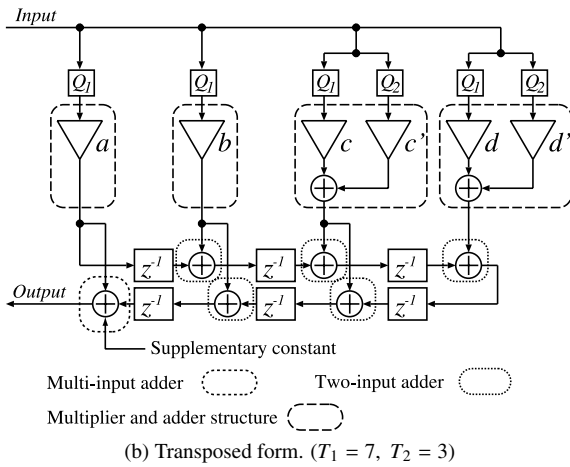 Input
Q1 Q1 Q1 Q2 Q1 Q2
a b c c' d d'
z-1 z-1 z-1
Output z-1 z-1 z-1
Supplementary constant
Multi-input adder Two-input adder
Multiplier and adder structure
(b) Transposed form. (T1 = 7, T2 = 3)